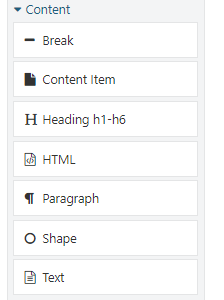 Content
Break
Content Item
H Heading h1-h6
HTML
¶ Paragraph
Shape
Text